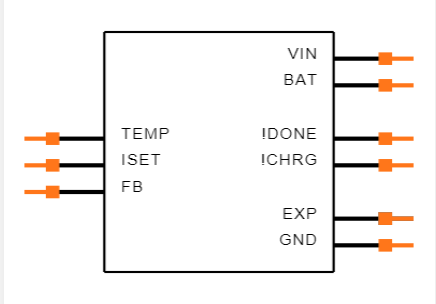 VIN
BAT
TEMP
!DONE
ISET
!CHRG
FB
EXP
GND